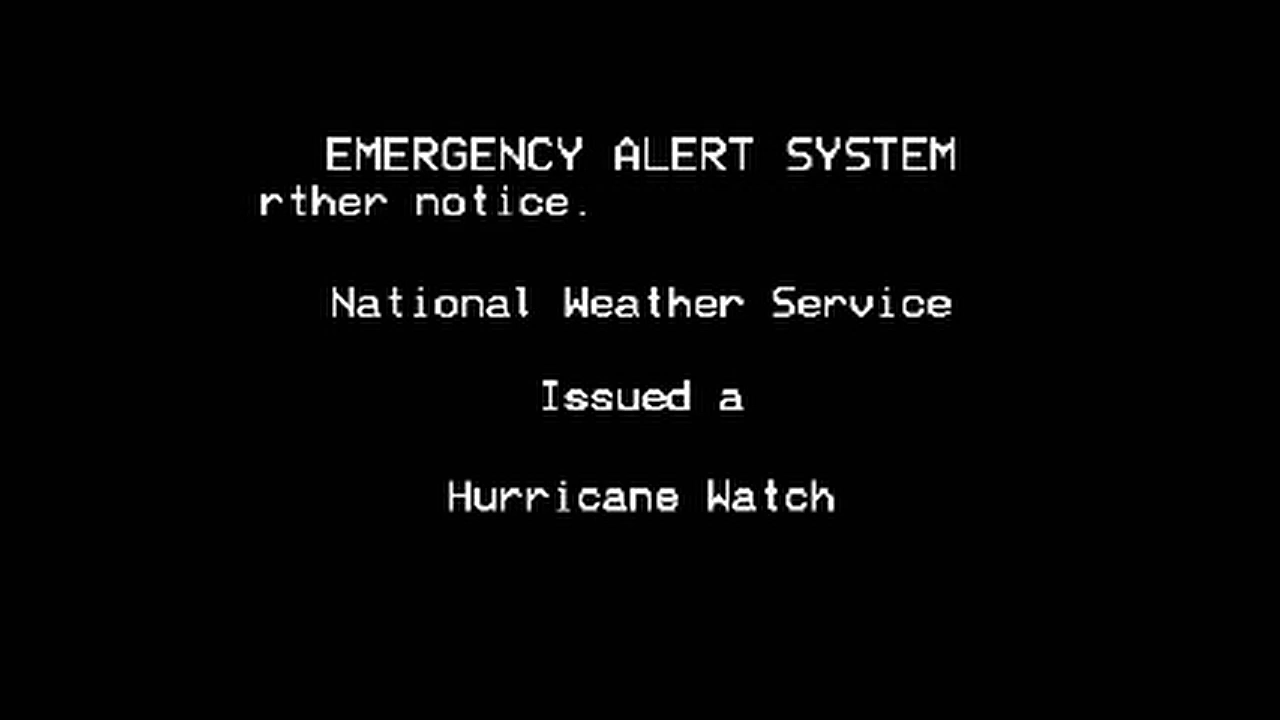 EMERGENCY ALERT SYSTEM
rther notice.
National Weather Service
Issued a
Hurricane Watch